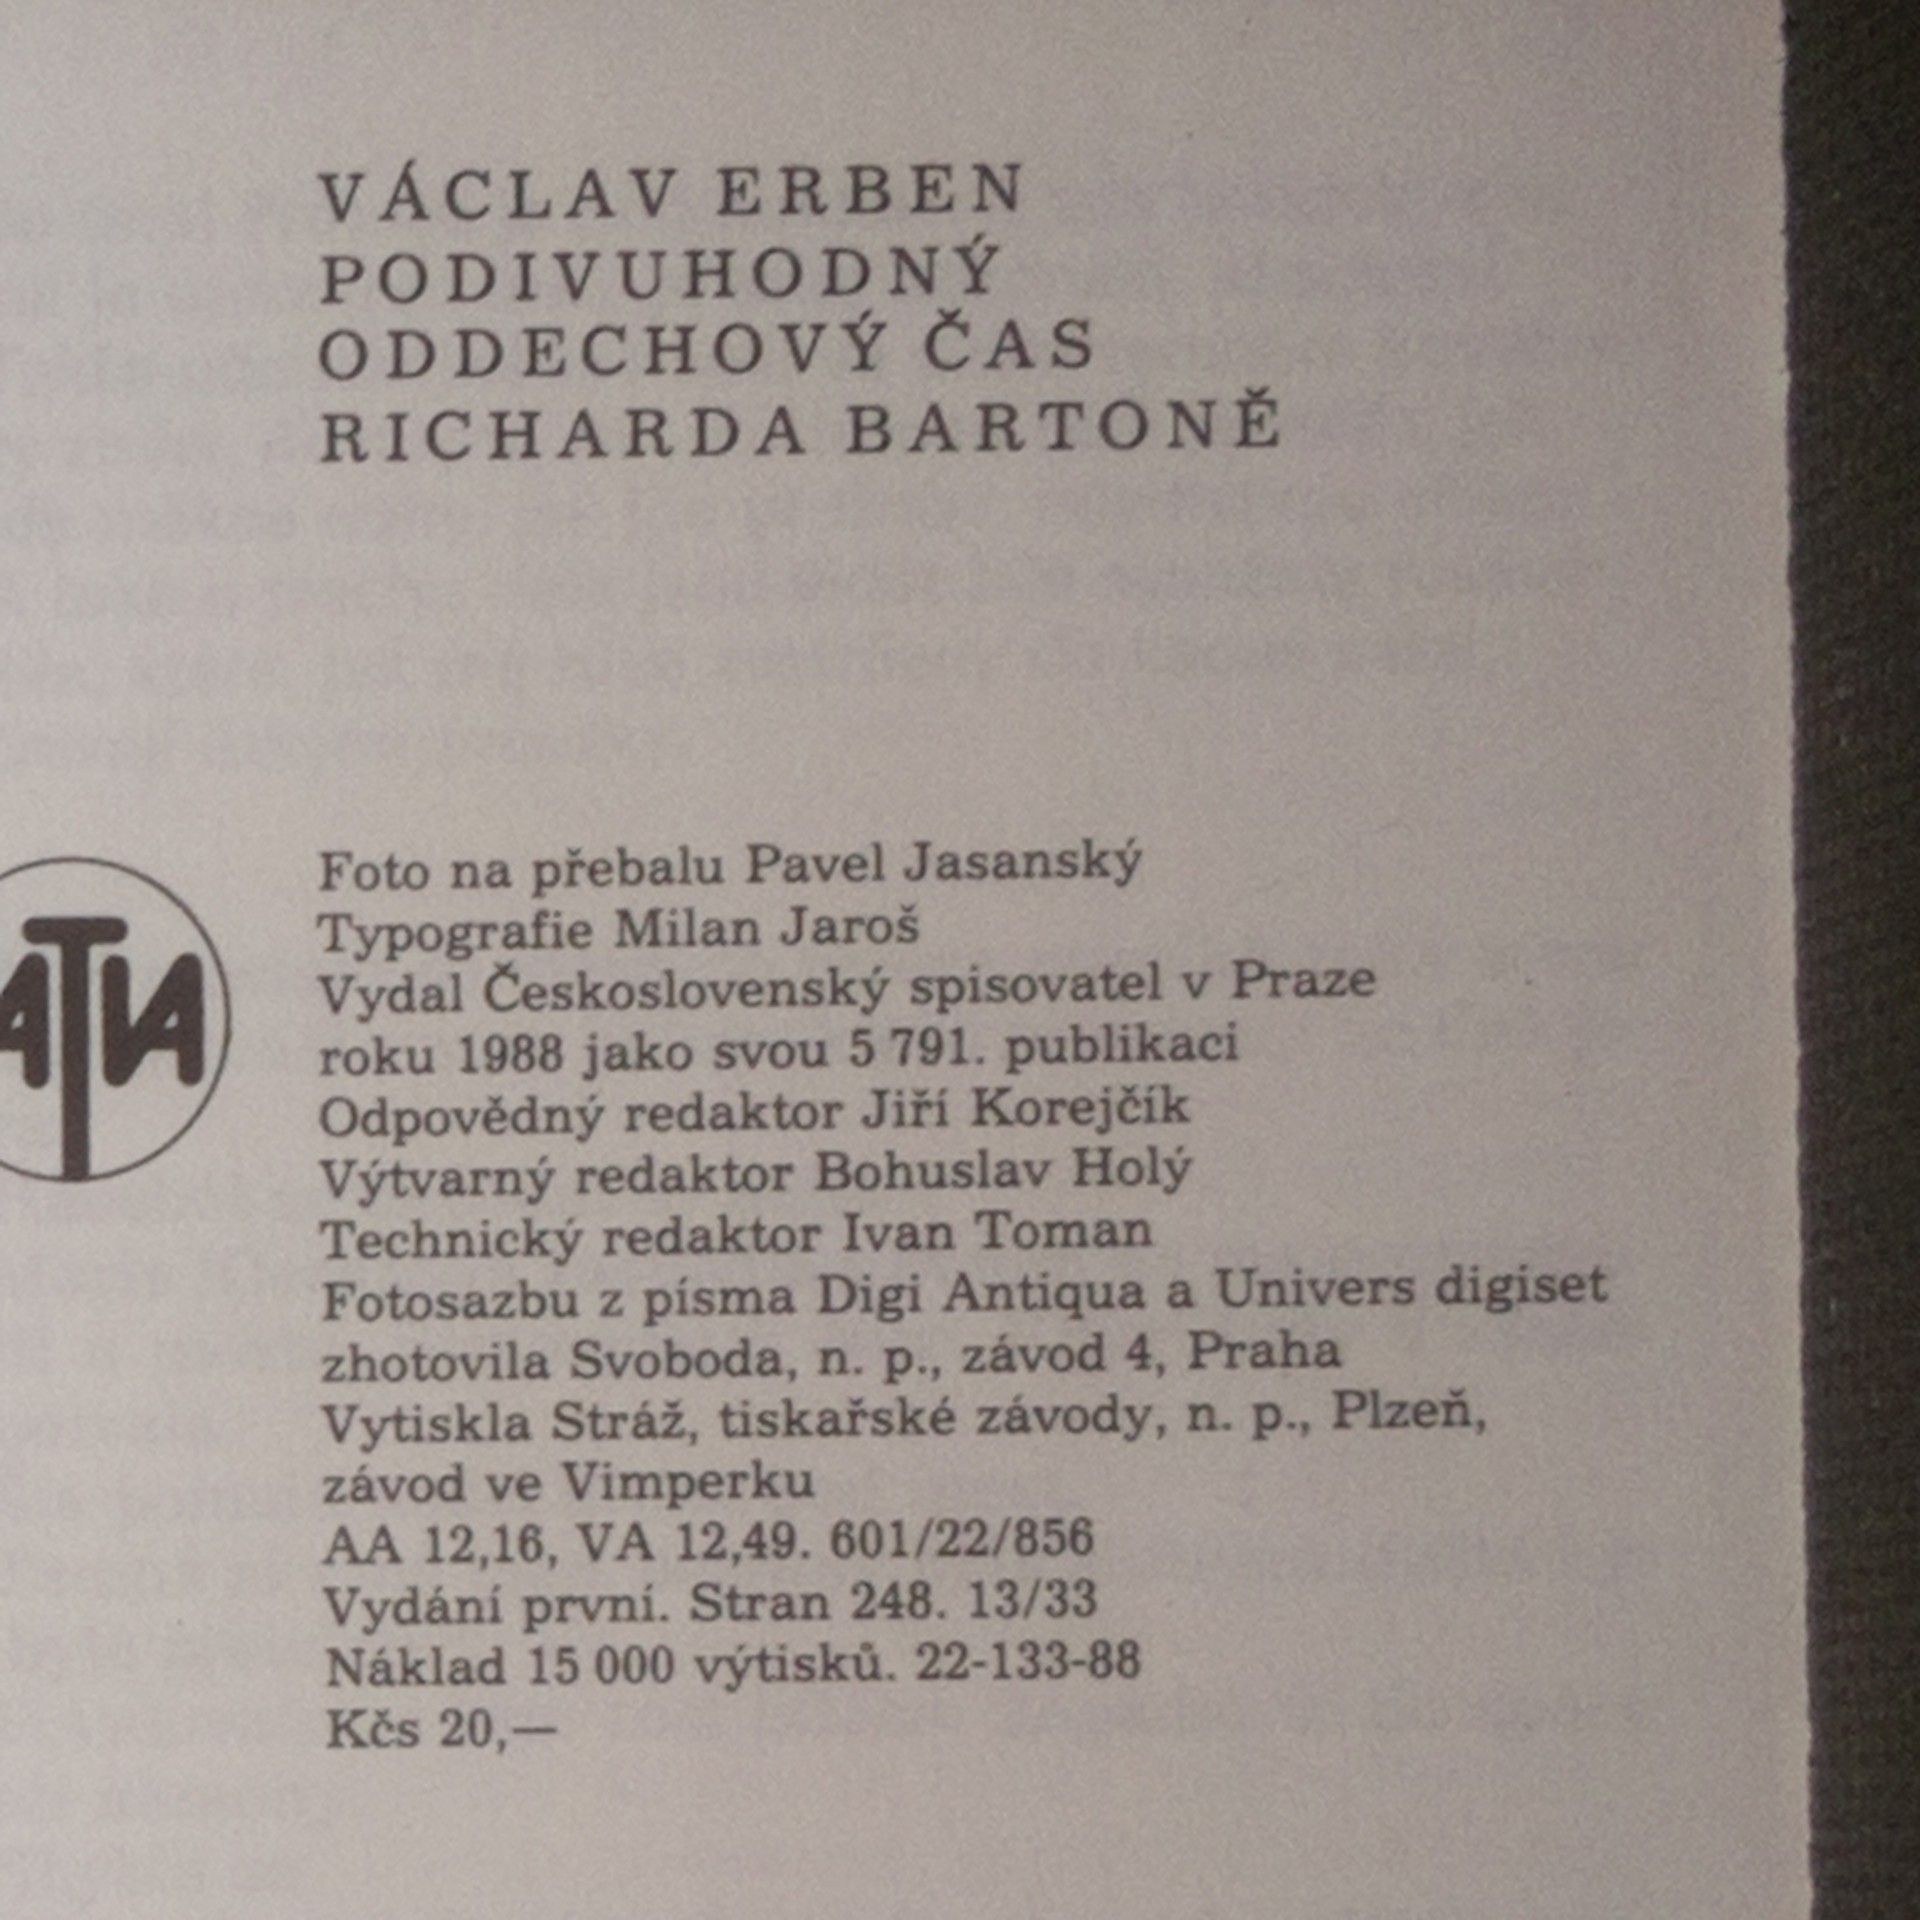 VÁCLAV ERBEN
PODIVUHODNÝ
ODDECHOVÝ ČAS
RICHARDA BARTONĚ
Foto na přebalu Pavel Jasanský
Typografie Milan Jaroš
Vydal Československý spisovatel v Praze
roku 1988 jako svou 5 791. publikaci
Odpovědný redaktor Jiří Korejčík
Výtvarný redaktor Bohuslav Holý
Technický redaktor Ivan Toman
Fotosazbu z písma Digi Antiqua a Univers digiset
zhotovila Svoboda, n. p., závod 4, Praha
Vytiskla Stráž, tiskařské závody, n. p., Plzeň,
závod ve Vimperku
AA 12,16, VA 12,49. 601/22/856
Vydání první. Stran 248. 13/33
Náklad 15 000 výtisků. 22-133-88
Kčs 20,—